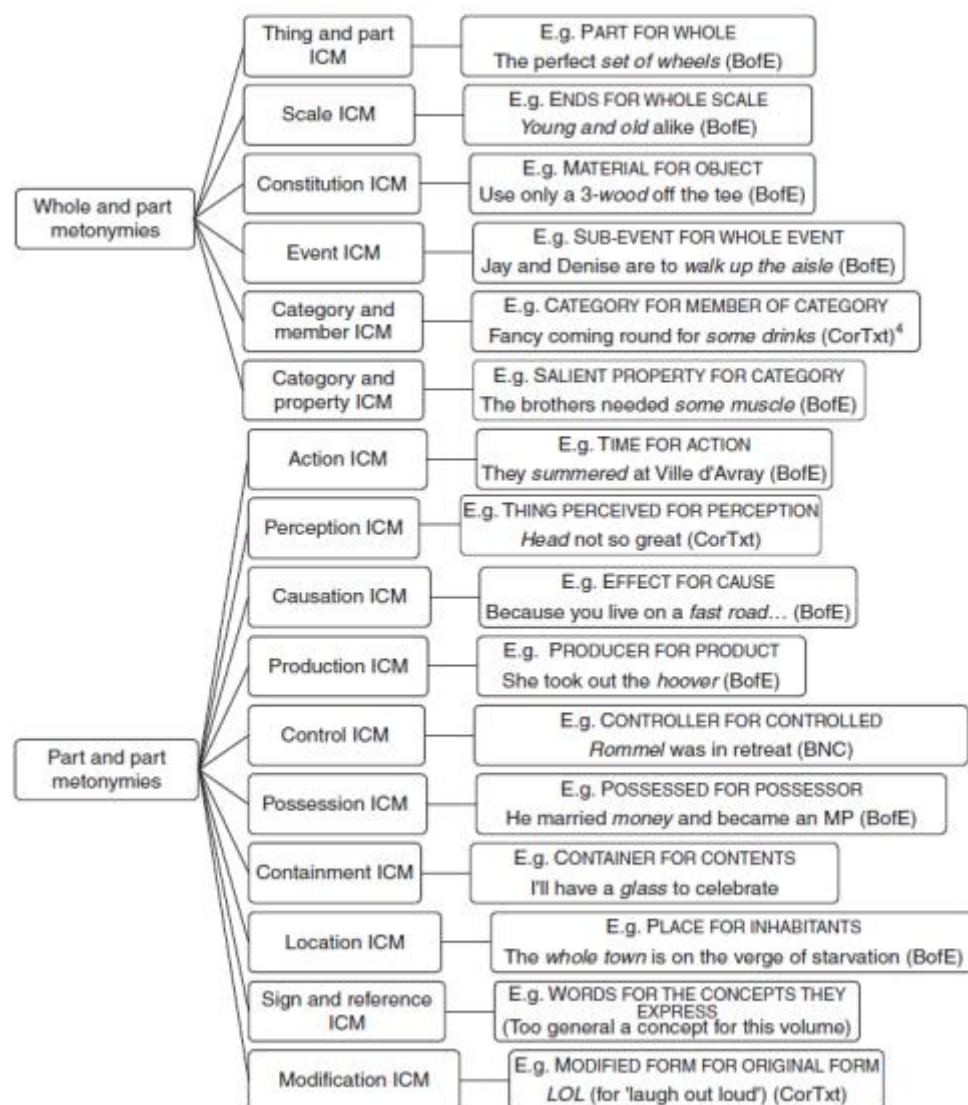 Thing and part
ICM
E.g. PART FOR WHOLE
The perfect set of wheels (BofE)
Scale ICM
E.g. ENDS FOR WHOLE SCALE
Young and old alike (BofE)
Constitution ICM
E.g. MATERIAL FOR OBJECT
Use only a 3-wood off the tee (BofE)
Whole and part
metonymies
Event ICM
E.g. SUB-EVENT FOR WHOLE EVENT
Jay and Denise are to walk up the aisle (BofE)
Category and
member ICM
E.g. CATEGORY FOR MEMBER OF CATEGORY
Fancy coming round for some drinks (CorTxt)⁴
Category and
property ICM
E.g. SALIENT PROPERTY FOR CATEGORY
The brothers needed some muscle (BofE)
Action ICM
E.g. TIME FOR ACTION
They summered at Ville d'Avray (BofE)
Perception ICM
E.g. THING PERCEIVED FOR PERCEPTION
Head not so great (CorTxt)
Causation ICM
E.g. EFFECT FOR CAUSE
Because you live on a fast road… (BofE)
Production ICM
E.g. PRODUCER FOR PRODUCT
She took out the hoover (BofE)
Control ICM
E.g. CONTROLLER FOR CONTROLLED
Rommel was in retreat (BNC)
Part and part
metonymies
Possession ICM
E.g. POSSESSED FOR POSSESSOR
He married money and became an MP (BofE)
Containment ICM
E.g. CONTAINER FOR CONTENTS
I'll have a glass to celebrate
Location ICM
E.g. PLACE FOR INHABITANTS
The whole town is on the verge of starvation (BofE)
Sign and reference
ICM
E.g. WORDS FOR THE CONCEPTS THEY
EXPRESS
(Too general a concept for this volume)
Modification ICM
E.g. MODIFIED FORM FOR ORIGINAL FORM
LOL (for 'laugh out loud') (CorTxt)